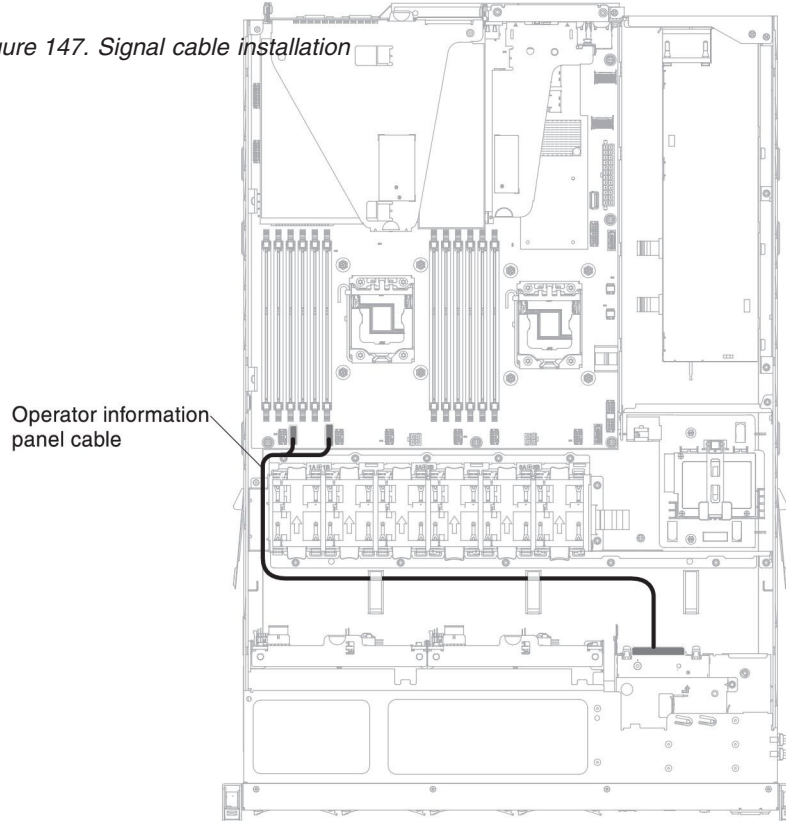 ure 147. Signal cable installation
Operator information
panel cable